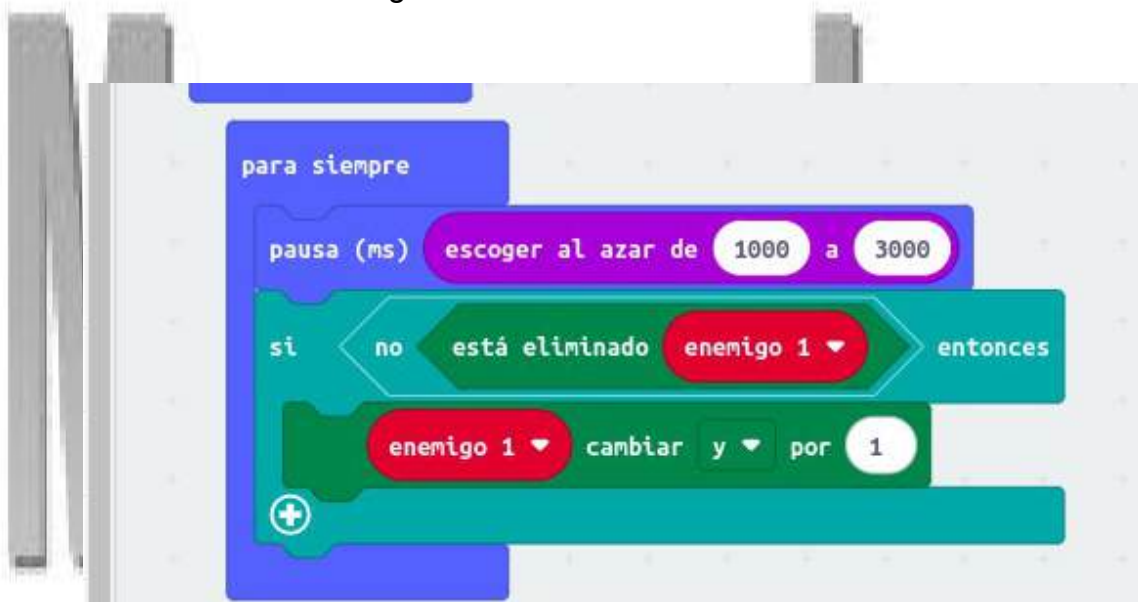 para siempre
pausa (ms) escoger al azar de 1000 a 3000
si no está eliminado enemigo 1 entonces
enemigo 1 cambiar y por 1